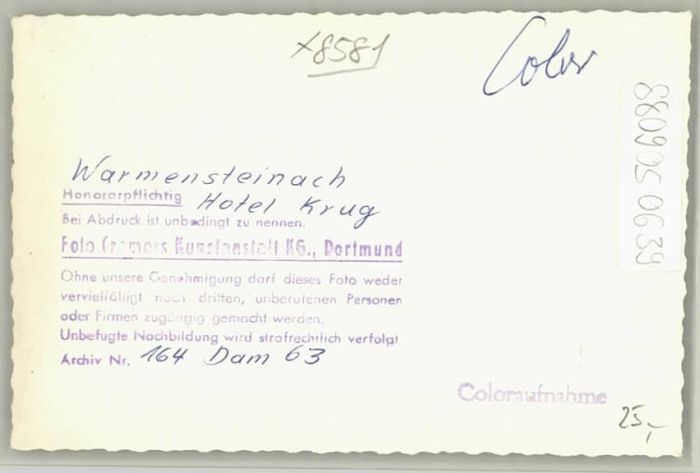 x8581
Color
8809050639
Warmensteinach
Honorarpflichtig Hotel Krug
Bei Abdruck ist unbedingt zu nennen.
Foto Cramers Kunstanstalt KG., Dortmund
Ohne unsere Genehmigung darf dieses Foto weder
vervielfältigt noch dritten, unberufenen Personen
oder Firmen zugängig gemacht werden.
Unbefugte Nachbildung wird strafrechtlich verfolgt
Archiv Nr. 164 Dam 63
Coloraufnahme
25,-